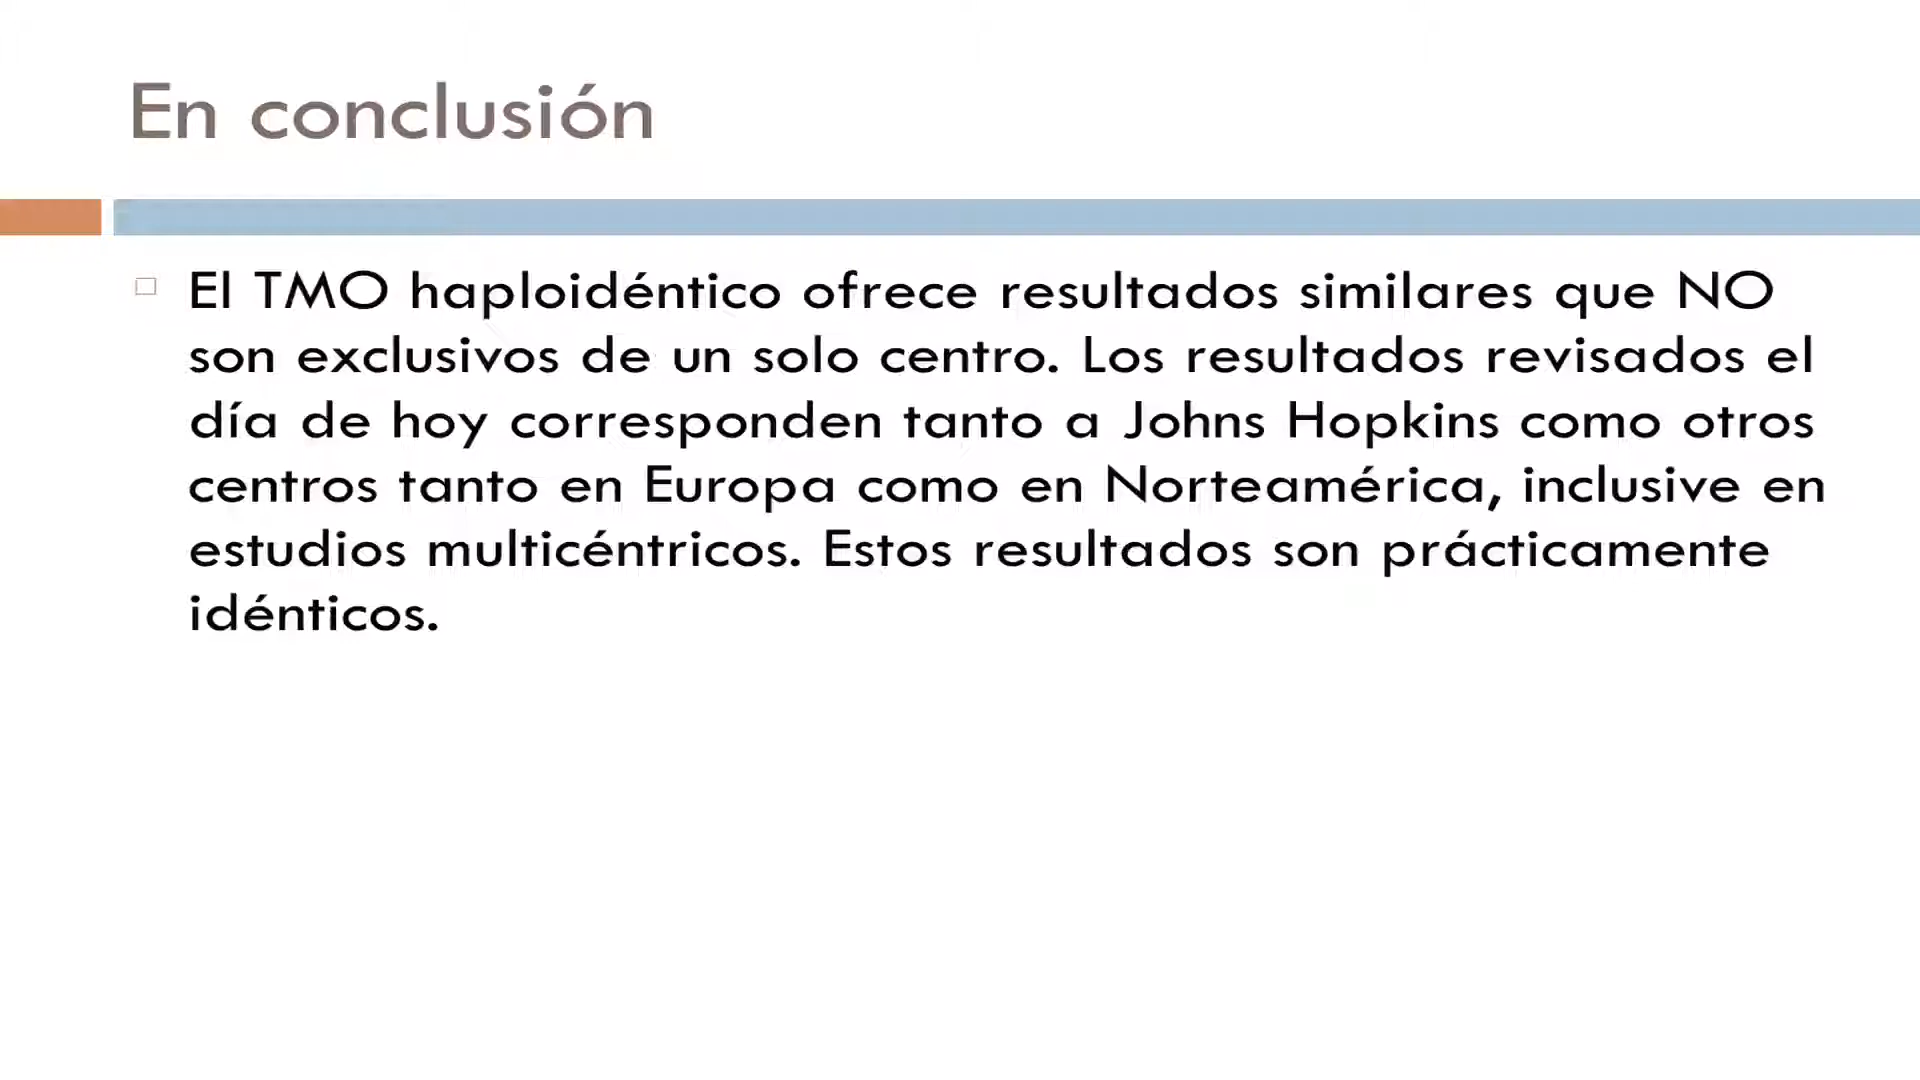 En conclusión
El TMO haploidéntico ofrece resultados similares que NO
son exclusivos de un solo centro. Los resultados revisados el
día de hoy corresponden tanto a Johns Hopkins como otros
centros tanto en Europa como en Norteamérica, inclusive en
estudios multicéntricos. Estos resultados son prácticamente
idénticos.